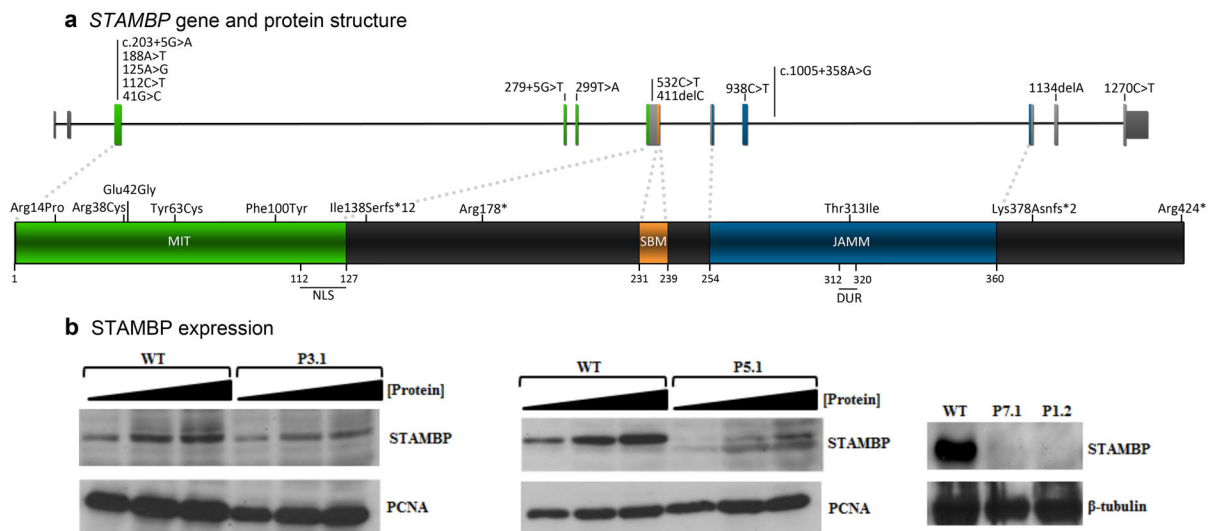 a STAMBP gene and protein structure
c.203+5G>A
188A>T
125A>G
112C>T
41G>C
279+5G>T
299T>A
532C>T
411delC
938C>T
c.1005+358A>G
1134delA
1270C>T
Arg14Pro
Arg38Cys
Glu42Gly
Tyr63Cys
Phe100Tyr
Ile138Serfs*12
Arg178*
Thr313Ile
Lys378Asnfs*2
Arg424*
MIT
SBM
JAMM
1
112
127
231
239
254
312
320
360
NLS
DUR
b STAMBP expression
WT
P3.1
[Protein]
STAMBP
PCNA
WT
P5.1
[Protein]
STAMBP
PCNA
WT P7.1 P1.2
STAMBP
β-tubulin